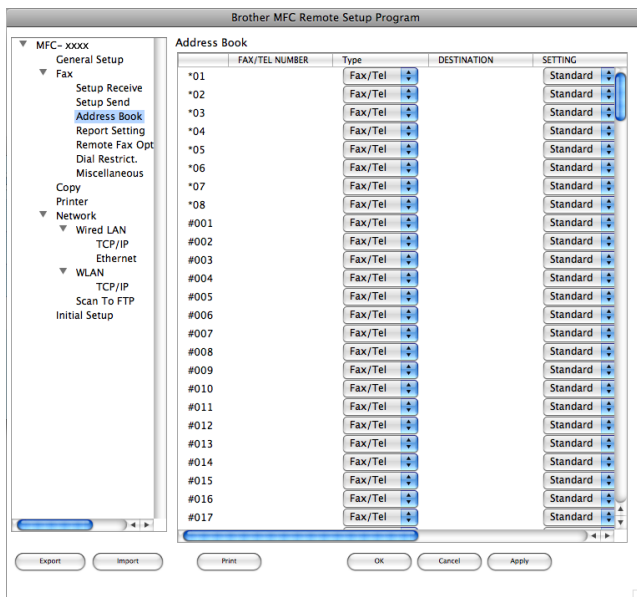 Brother MFC Remote Setup Program
MFC- xxxx
General Setup
Fax
Setup Receive
Setup Send
Address Book
Report Setting
Remote Fax Opt
Dial Restrict.
Miscellaneous
Copy
Printer
Network
Wired LAN
TCP/IP
Ethernet
WLAN
TCP/IP
Scan To FTP
Initial Setup
Address Book
FAX/TEL NUMBER Type DESTINATION SETTING
*01 Fax/Tel Standard
*02 Fax/Tel Standard
*03 Fax/Tel Standard
*04 Fax/Tel Standard
*05 Fax/Tel Standard
*06 Fax/Tel Standard
*07 Fax/Tel Standard
*08 Fax/Tel Standard
#001 Fax/Tel Standard
#002 Fax/Tel Standard
#003 Fax/Tel Standard
#004 Fax/Tel Standard
#005 Fax/Tel Standard
#006 Fax/Tel Standard
#007 Fax/Tel Standard
#008 Fax/Tel Standard
#009 Fax/Tel Standard
#010 Fax/Tel Standard
#011 Fax/Tel Standard
#012 Fax/Tel Standard
#013 Fax/Tel Standard
#014 Fax/Tel Standard
#015 Fax/Tel Standard
#016 Fax/Tel Standard
#017 Fax/Tel Standard
Export Import Print OK Cancel Apply